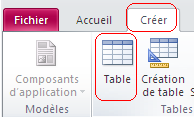 Fichier Accueil Créer
Composants Table Création
d'application de table S
Modèles Tables